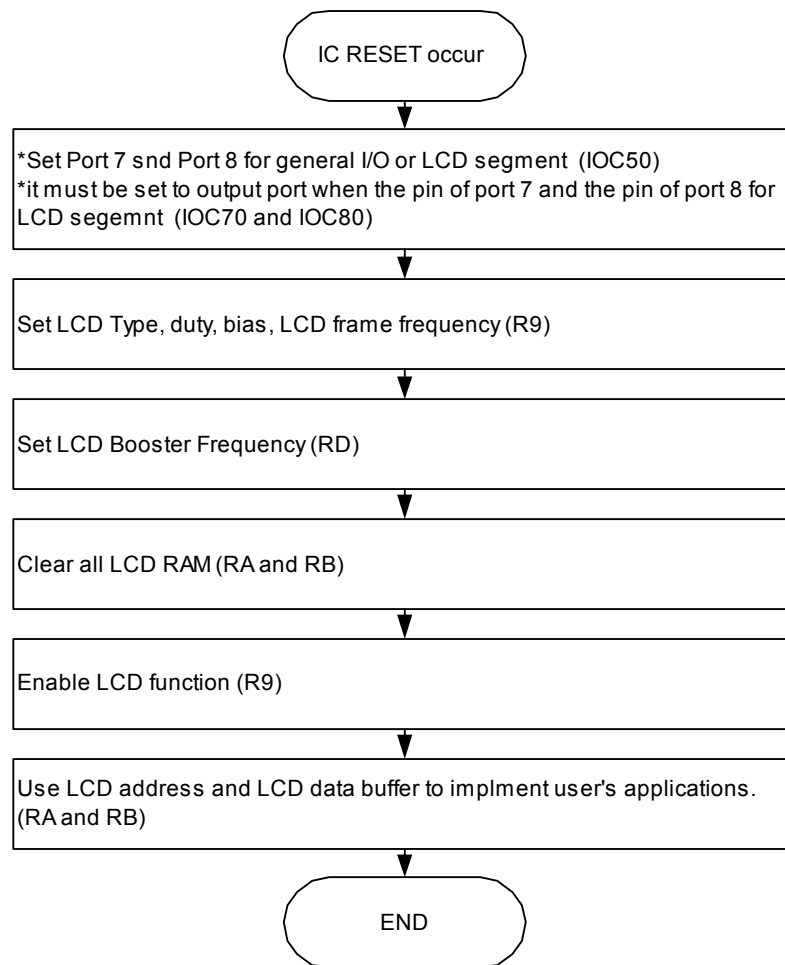 IC RESET occur
*Set Port 7 snd Port 8 for general I/O or LCD segment (IOC50)
*it must be set to output port when the pin of port 7 and the pin of port 8 for
LCD segemnt (IOC70 and IOC80)
Set LCD Type, duty, bias, LCD frame frequency (R9)
Set LCD Booster Frequency (RD)
Clear all LCD RAM (RA and RB)
Enable LCD function (R9)
Use LCD address and LCD data buffer to implment user's applications.
(RA and RB)
END